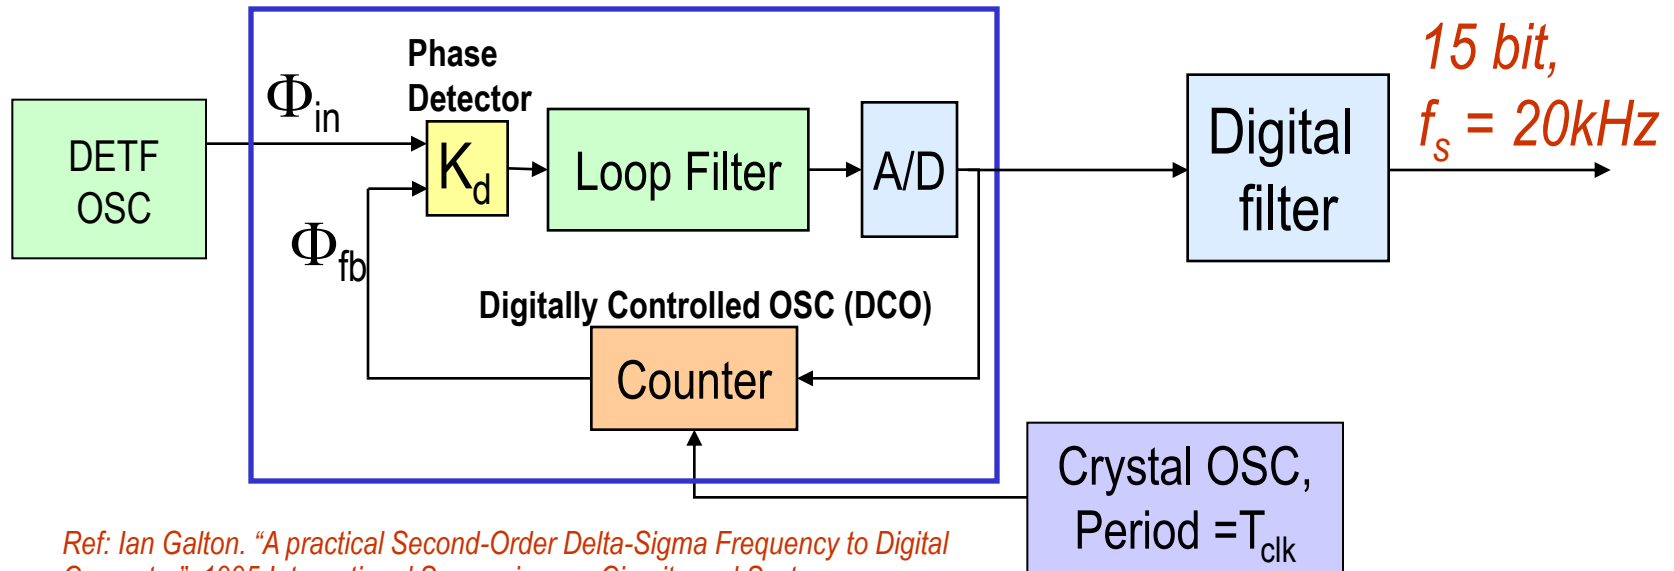 DETF
OSC
Φin
Φfb
Phase
Detector
Kd
Loop Filter
A/D
Digitally Controlled OSC (DCO)
Counter
Digital
filter
15 bit,
fs = 20kHz
Crystal OSC,
Period =Tclk
Ref: Ian Galton. “A practical Second-Order Delta-Sigma Frequency to Digital